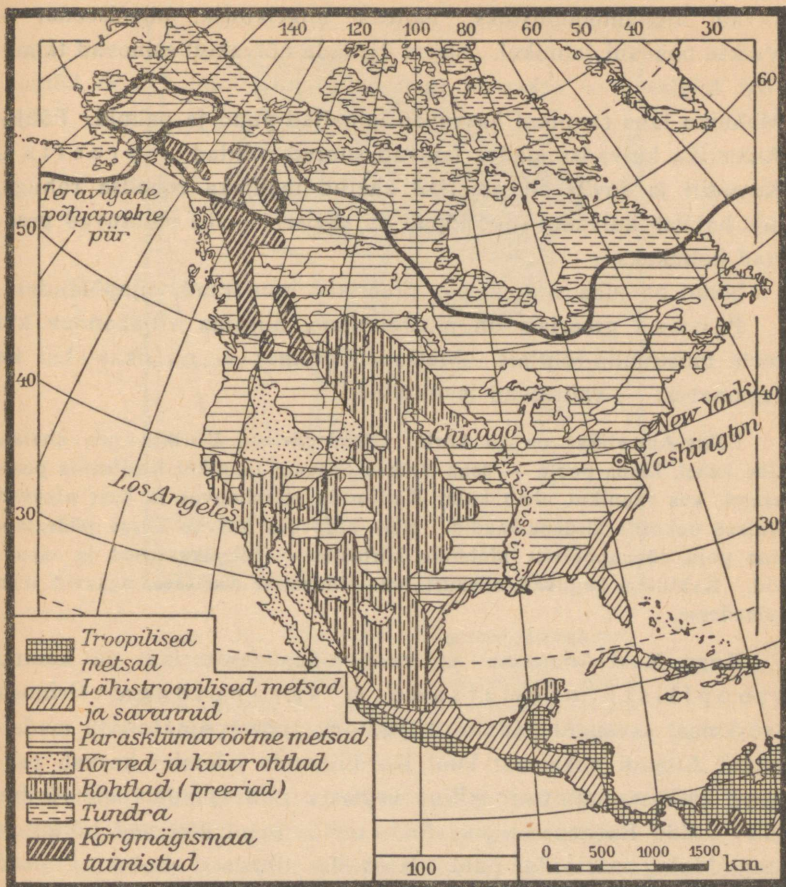 140 120 100 80 60 50 40 30
60
Teraviljade
põhjapoolne
piir
50
40
40
30
30
Chicago
New York
Washington
Mississippi
Los Angeles
Troopilised
metsad
Lähistroopilised metsad
ja savannid
Parasklimavöötme metsad
Kõrved ja kuivrohtlad
Rohtlad (preeriad)
Tundra
Kõrgmägismaa
taimistud
100
0 500 1000 1500
km